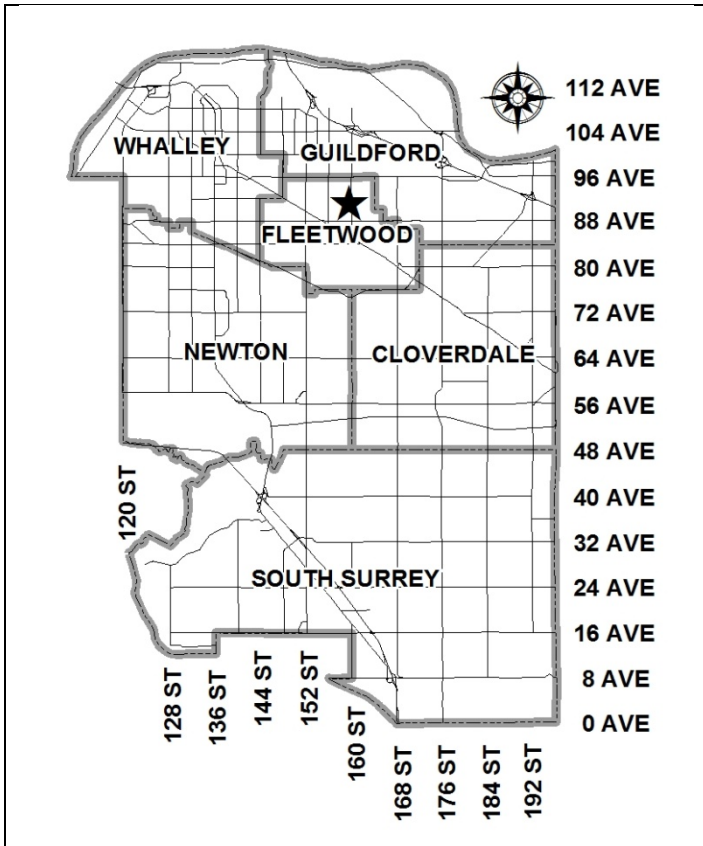 112 AVE
104 AVE
WHALLEY
GUILDFORD
96 AVE
88 AVE
FLEETWOOD
80 AVE
72 AVE
NEWTON
CLOVERDALE
64 AVE
56 AVE
48 AVE
120 ST
40 AVE
32 AVE
SOUTH SURREY
24 AVE
16 AVE
8 AVE
0 AVE
128 ST
136 ST
144 ST
152 ST
160 ST
168 ST
176 ST
184 ST
192 ST